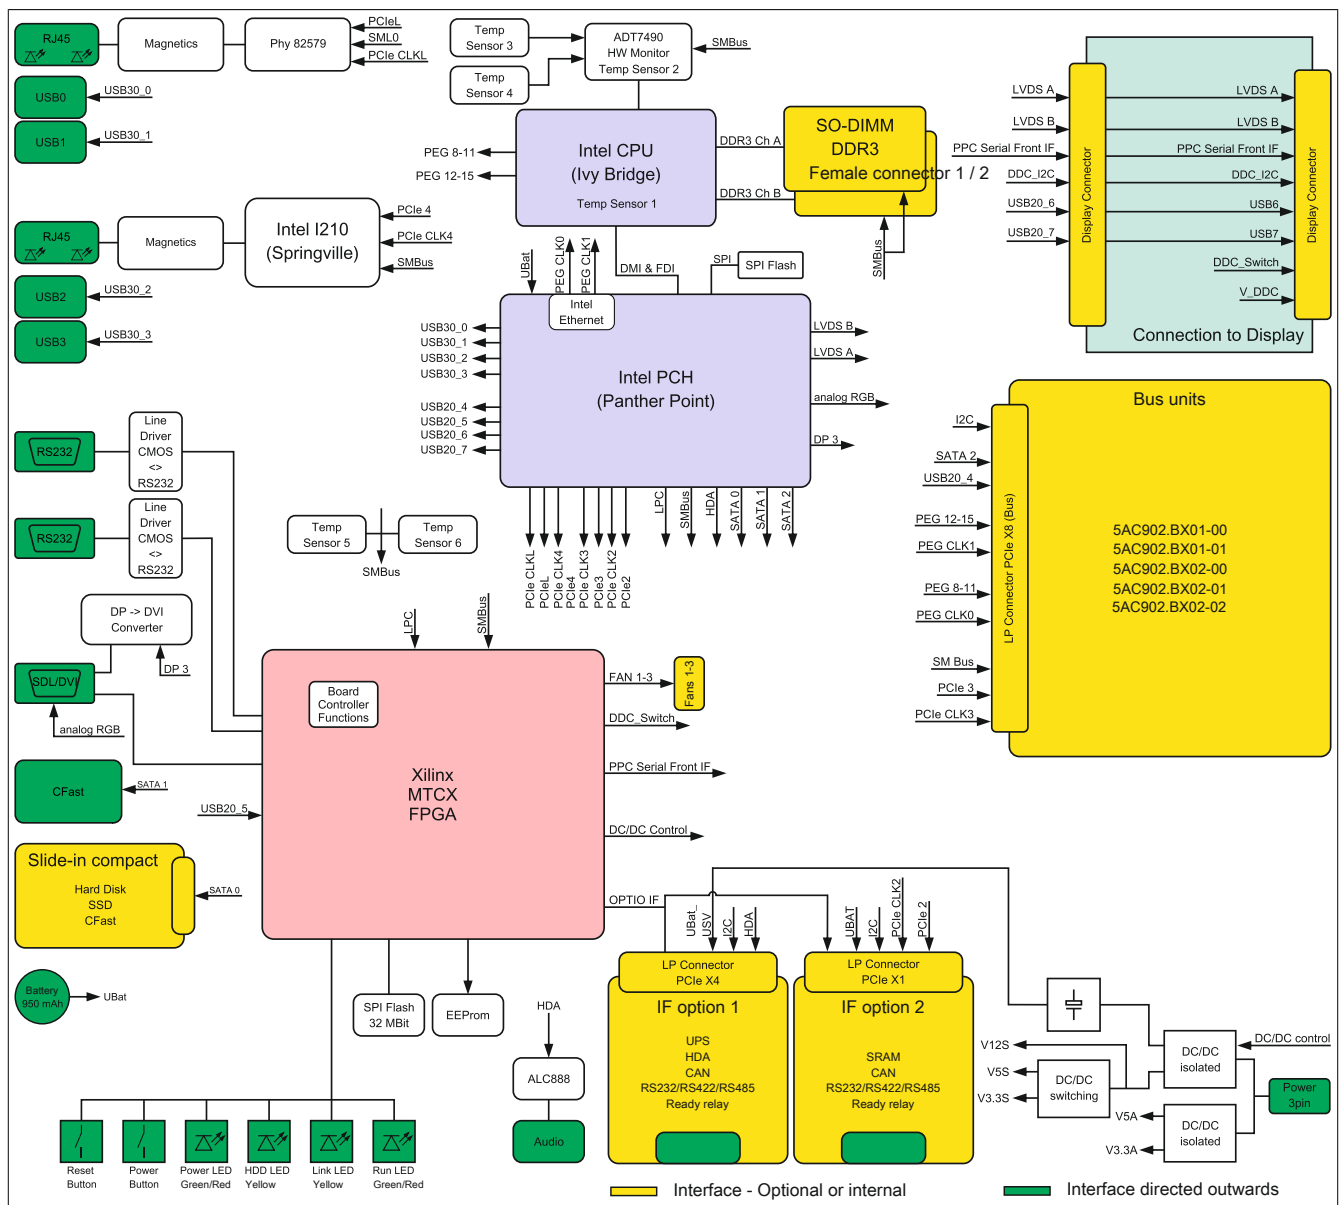 RJ45
Magnetics
Phy 82579
PCIeL
SML0
PCIe CLKL
USB0
USB30_0
USB1
USB30_1
Temp
Sensor 3
Temp
Sensor 4
ADT7490
HW Monitor
Temp Sensor 2
SMBus
Intel CPU
(Ivy Bridge)
Temp Sensor 1
PEG 8-11
PEG 12-15
DDR3 Ch A
DDR3 Ch B
SO-DIMM
DDR3
Female connector 1 / 2
SMBus
LVDS A
LVDS B
PPC Serial Front IF
DDC_I2C
USB20_6
USB20_7
Display Connector
LVDS A
LVDS B
PPC Serial Front IF
DDC_I2C
USB6
USB7
DDC_Switch
V_DDC
Display Connector
Connection to Display
RJ45
Magnetics
Intel I210
(Springville)
PCIe 4
PCIe CLK4
SMBus
USB2
USB30_2
USB3
USB30_3
UBat
PEG CLK0
PEG CLK1
DMI & FDI
SPI
SPI Flash
Intel
Ethernet
Intel PCH
(Panther Point)
USB30_0
USB30_1
USB30_2
USB30_3
USB20_4
USB20_5
USB20_6
USB20_7
LVDS B
LVDS A
analog RGB
DP 3
PCIe CLKL
PCIeL
PCIe CLK4
PCIe4
PCIe CLK3
PCIe3
PCIe CLK2
PCIe2
LPC
SMBus
HDA
SATA 0
SATA 1
SATA 2
Bus units
LP Connector PCIe X8 (Bus)
I2C
SATA 2
USB20_4
PEG 12-15
PEG CLK1
PEG 8-11
PEG CLK0
SM Bus
PCIe 3
PCIe CLK3
5AC902.BX01-00
5AC902.BX01-01
5AC902.BX02-00
5AC902.BX02-01
5AC902.BX02-02
RS232
Line
Driver
CMOS
<>
RS232
RS232
Line
Driver
CMOS
<>
RS232
Temp
Sensor 5
Temp
Sensor 6
SMBus
DP -> DVI
Converter
DP 3
SDL/DVI
analog RGB
CFast
SATA 1
USB20_5
Slide-in compact
Hard Disk
SSD
CFast
SATA 0
Battery
950 mAh
UBat
LPC
SMBus
Board
Controller
Functions
Xilinx
MTCX
FPGA
FAN 1-3
Fans 1-3
DDC_Switch
PPC Serial Front IF
DC/DC Control
OPTIO IF
SPI Flash
32 MBit
EEProm
HDA
ALC888
Audio
UBat_
USV
I2C
HDA
UBAT
I2C
PCIe CLK2
PCIe 2
LP Connector
PCIe X4
IF option 1
UPS
HDA
CAN
RS232/RS422/RS485
Ready relay
LP Connector
PCIe X1
IF option 2
SRAM
CAN
RS232/RS422/RS485
Ready relay
V12S
V5S
V3.3S
DC/DC
switching
DC/DC
isolated
DC/DC control
Power
3pin
V5A
V3.3A
DC/DC
isolated
Reset
Button
Power
Button
Power LED
Green/Red
HDD LED
Yellow
Link LED
Yellow
Run LED
Green/Red
Interface - Optional or internal
Interface directed outwards